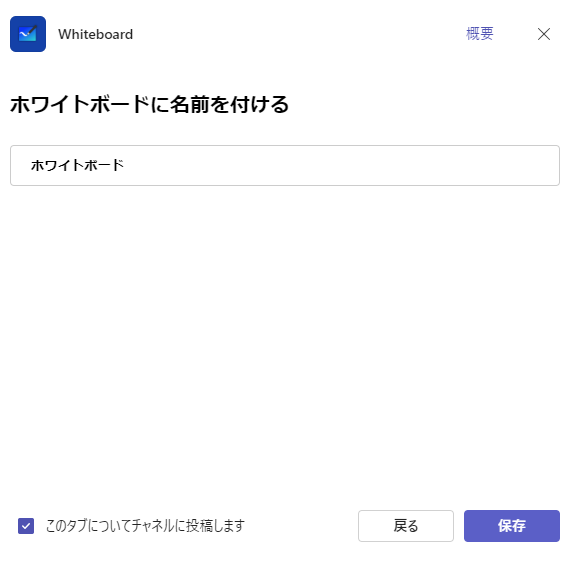 Whiteboard
概要
ホワイトボードに名前を付ける
ホワイトボード
このタブについてチャネルに投稿します
戻る
保存